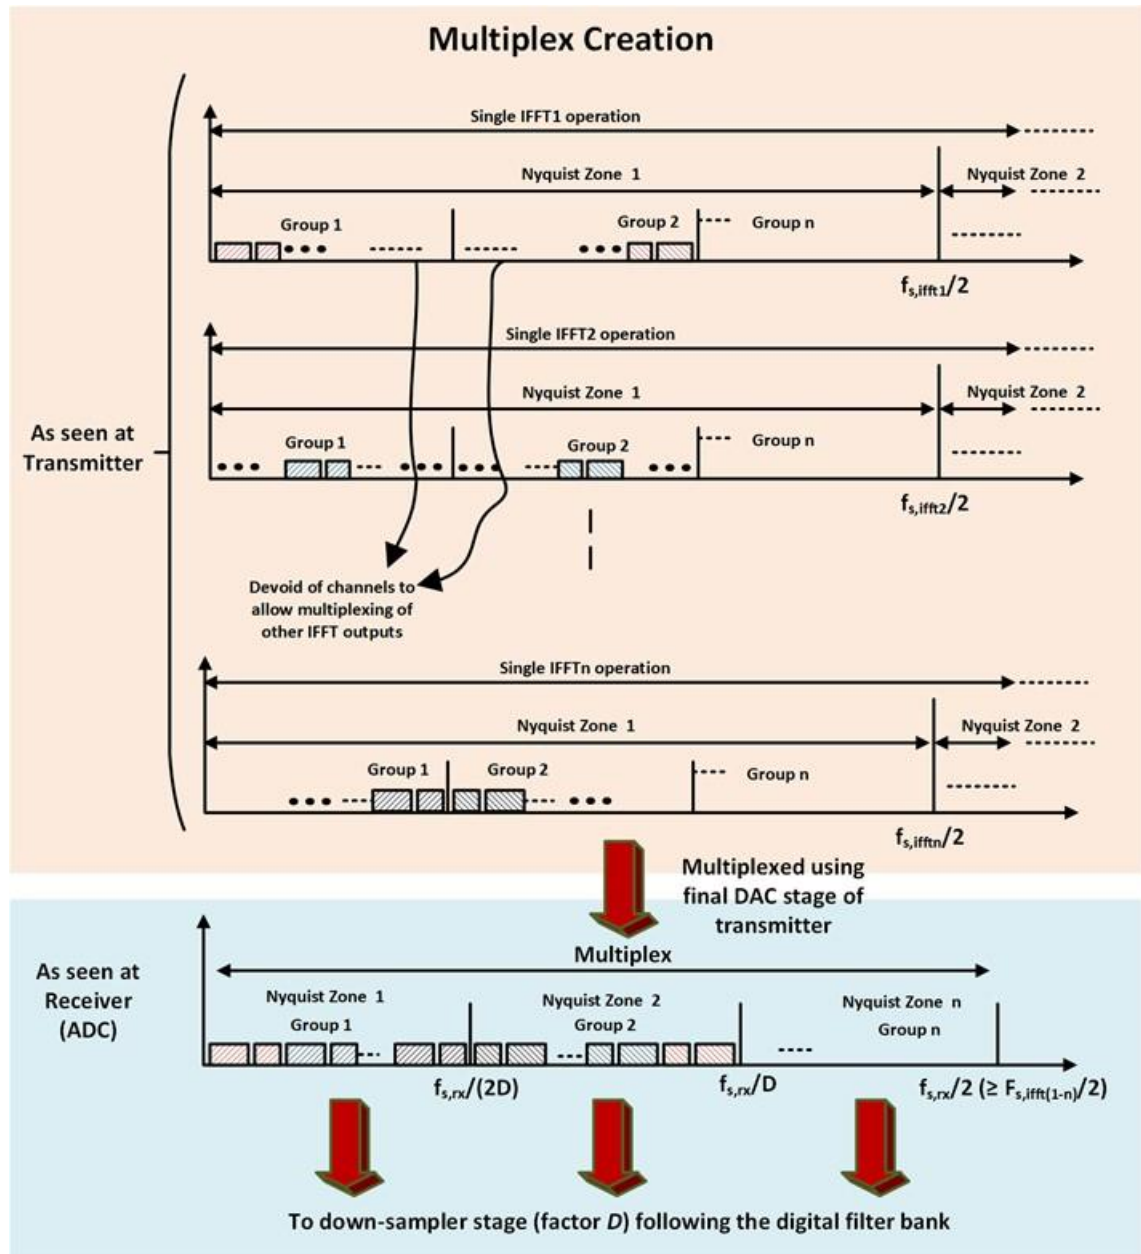 Multiplex Creation
Single IFFT1 operation
Nyquist Zone 1
Nyquist Zone 2
Group 1
Group 2
Group n
fs,ifft1/2
Single IFFT2 operation
Nyquist Zone 1
Nyquist Zone 2
As seen at
Transmitter
Group 1
Group 2
Group n
fs,ifft2/2
Devoid of channels to
allow multiplexing of
other IFFT outputs
Single IFFTn operation
Nyquist Zone 1
Nyquist Zone 2
Group 1
Group 2
Group n
fs,ifftn/2
Multiplexed using
final DAC stage of
transmitter
Multiplex
As seen at
Receiver
(ADC)
Nyquist Zone 1
Group 1
Nyquist Zone 2
Group 2
Nyquist Zone n
Group n
fs,rx/(2D)
fs,rx/D
fs,rx/2 (≥ Fs,ifft(1-n)/2)
To down-sampler stage (factor D) following the digital filter bank